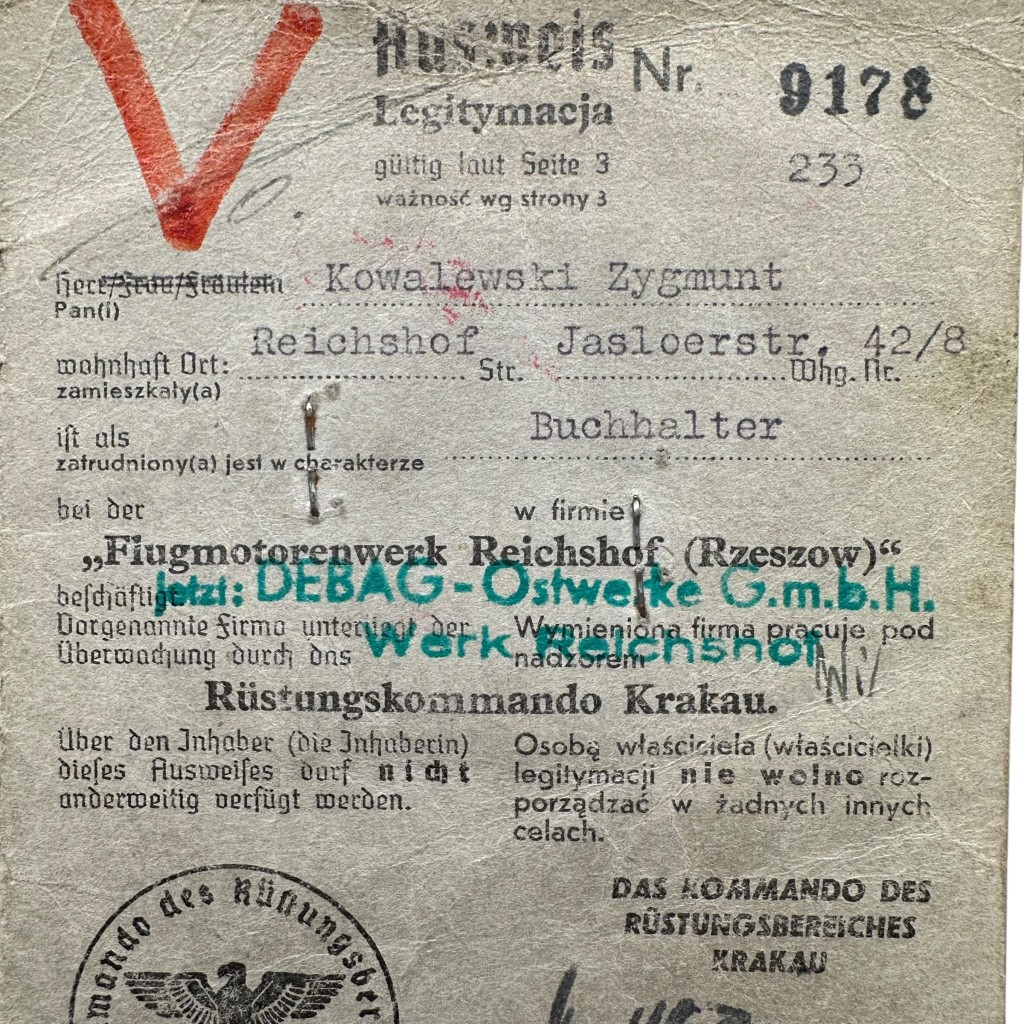 V
Ausweis Nr. 9178
Legitymacja
gültig laut Seite 3 233
ważność wg strony 3
Herr/Frau/Fräulein Kowalewski Zygmunt
Pan(i)
wohnhaft Ort: Reichshof Str. Jasloerstr. Whg. Nr. 42/8
zamieszkały(a)
ist als Buchhalter
zatrudniony(a) jest w charakterze
bei der w firmie
„Flugmotorenwerk Reichshof (Rzeszow)“
jetzt: DEBAG-Ostwerke G.m.b.H.
Werk Reichshof
beschäftigt.
Vorgenannte Firma unterliegt der Wymieniona firma pracuje pod
Überwachung durch das nadzorem
Rüstungskommando Krakau.
Über den Inhaber (die Inhaberin)
dieses Ausweises darf nicht
anderweitig verfügt werden.
Osobą właściciela (właścicielki)
legitymacji nie wolno roz-
porządzać w żadnych innych
celach.
DAS KOMMANDO DES
RÜSTUNGSBEREICHES
KRAKAU
mmando des Rüstungsber